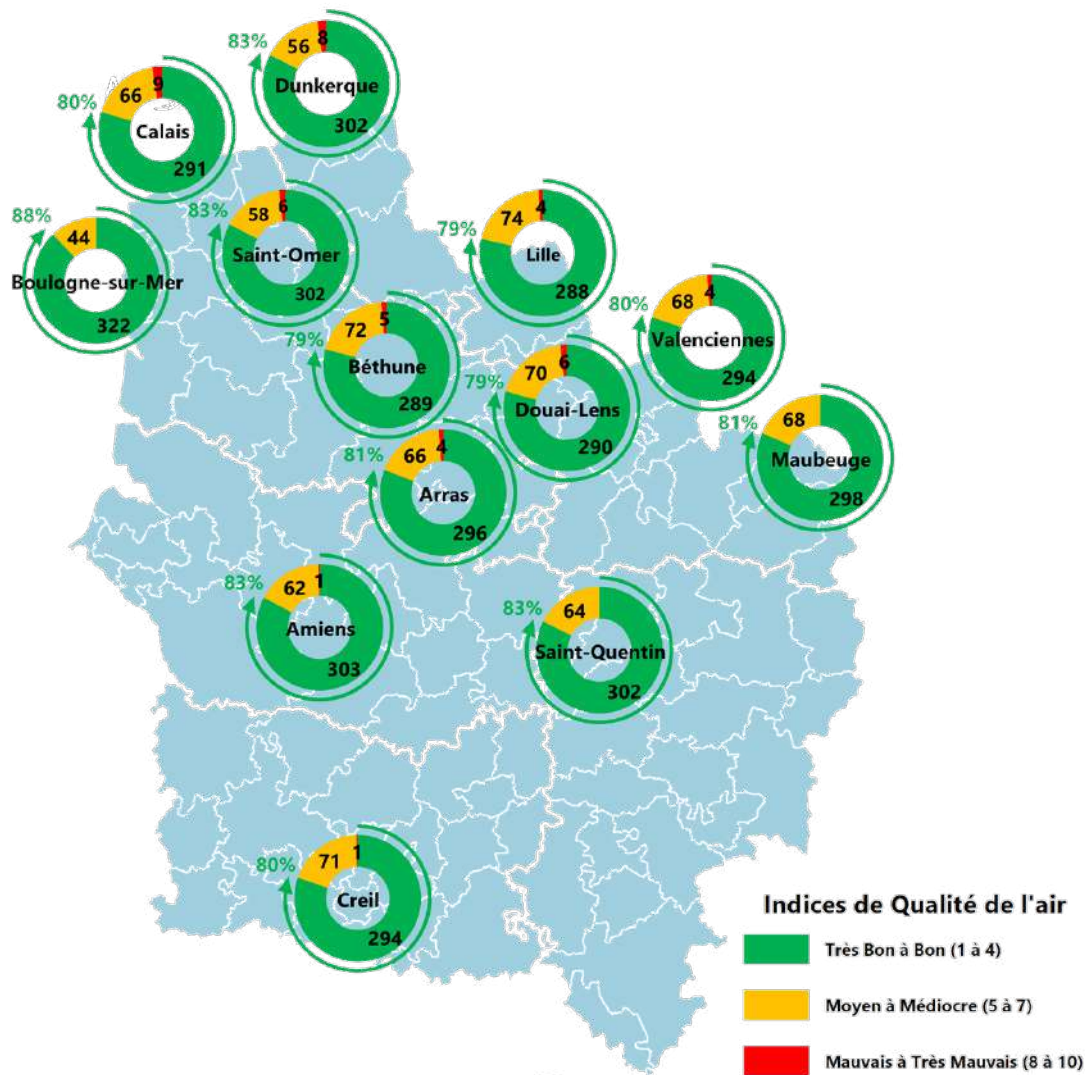 83%
56
8
Dunkerque
302
80%
66
9
Calais
291
88%
44
Boulogne-sur-Mer
322
83%
58
6
Saint-Omer
302
79%
74
4
Lille
288
80%
68
4
Valenciennes
294
79%
72
5
Béthune
289
79%
70
6
Douai-Lens
290
81%
68
Maubeuge
298
81%
66
4
Arras
296
83%
62
1
Amiens
303
83%
64
Saint-Quentin
302
80%
71
1
Creil
294
Indices de Qualité de l'air
Très Bon à Bon (1 à 4)
Moyen à Médiocre (5 à 7)
Mauvais à Très Mauvais (8 à 10)